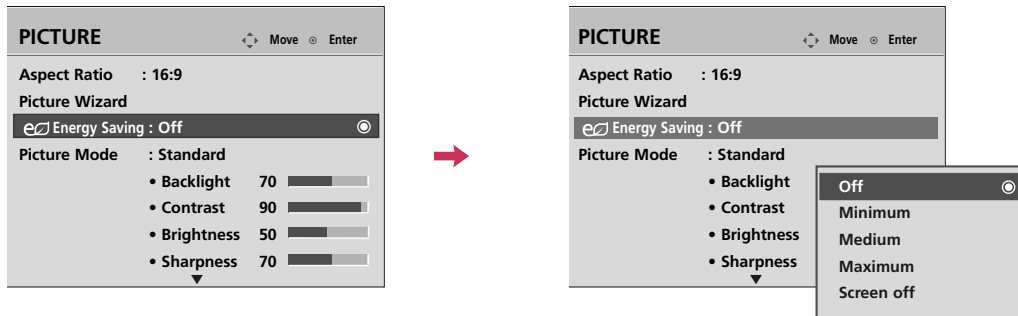 PICTURE Move Enter
Aspect Ratio : 16:9
Picture Wizard
Energy Saving : Off
Picture Mode : Standard
• Backlight 70
• Contrast 90
• Brightness 50
• Sharpness 70
PICTURE Move Enter
Aspect Ratio : 16:9
Picture Wizard
Energy Saving : Off
Picture Mode : Standard
• Backlight
• Contrast
• Brightness
• Sharpness
Off
Minimum
Medium
Maximum
Screen off